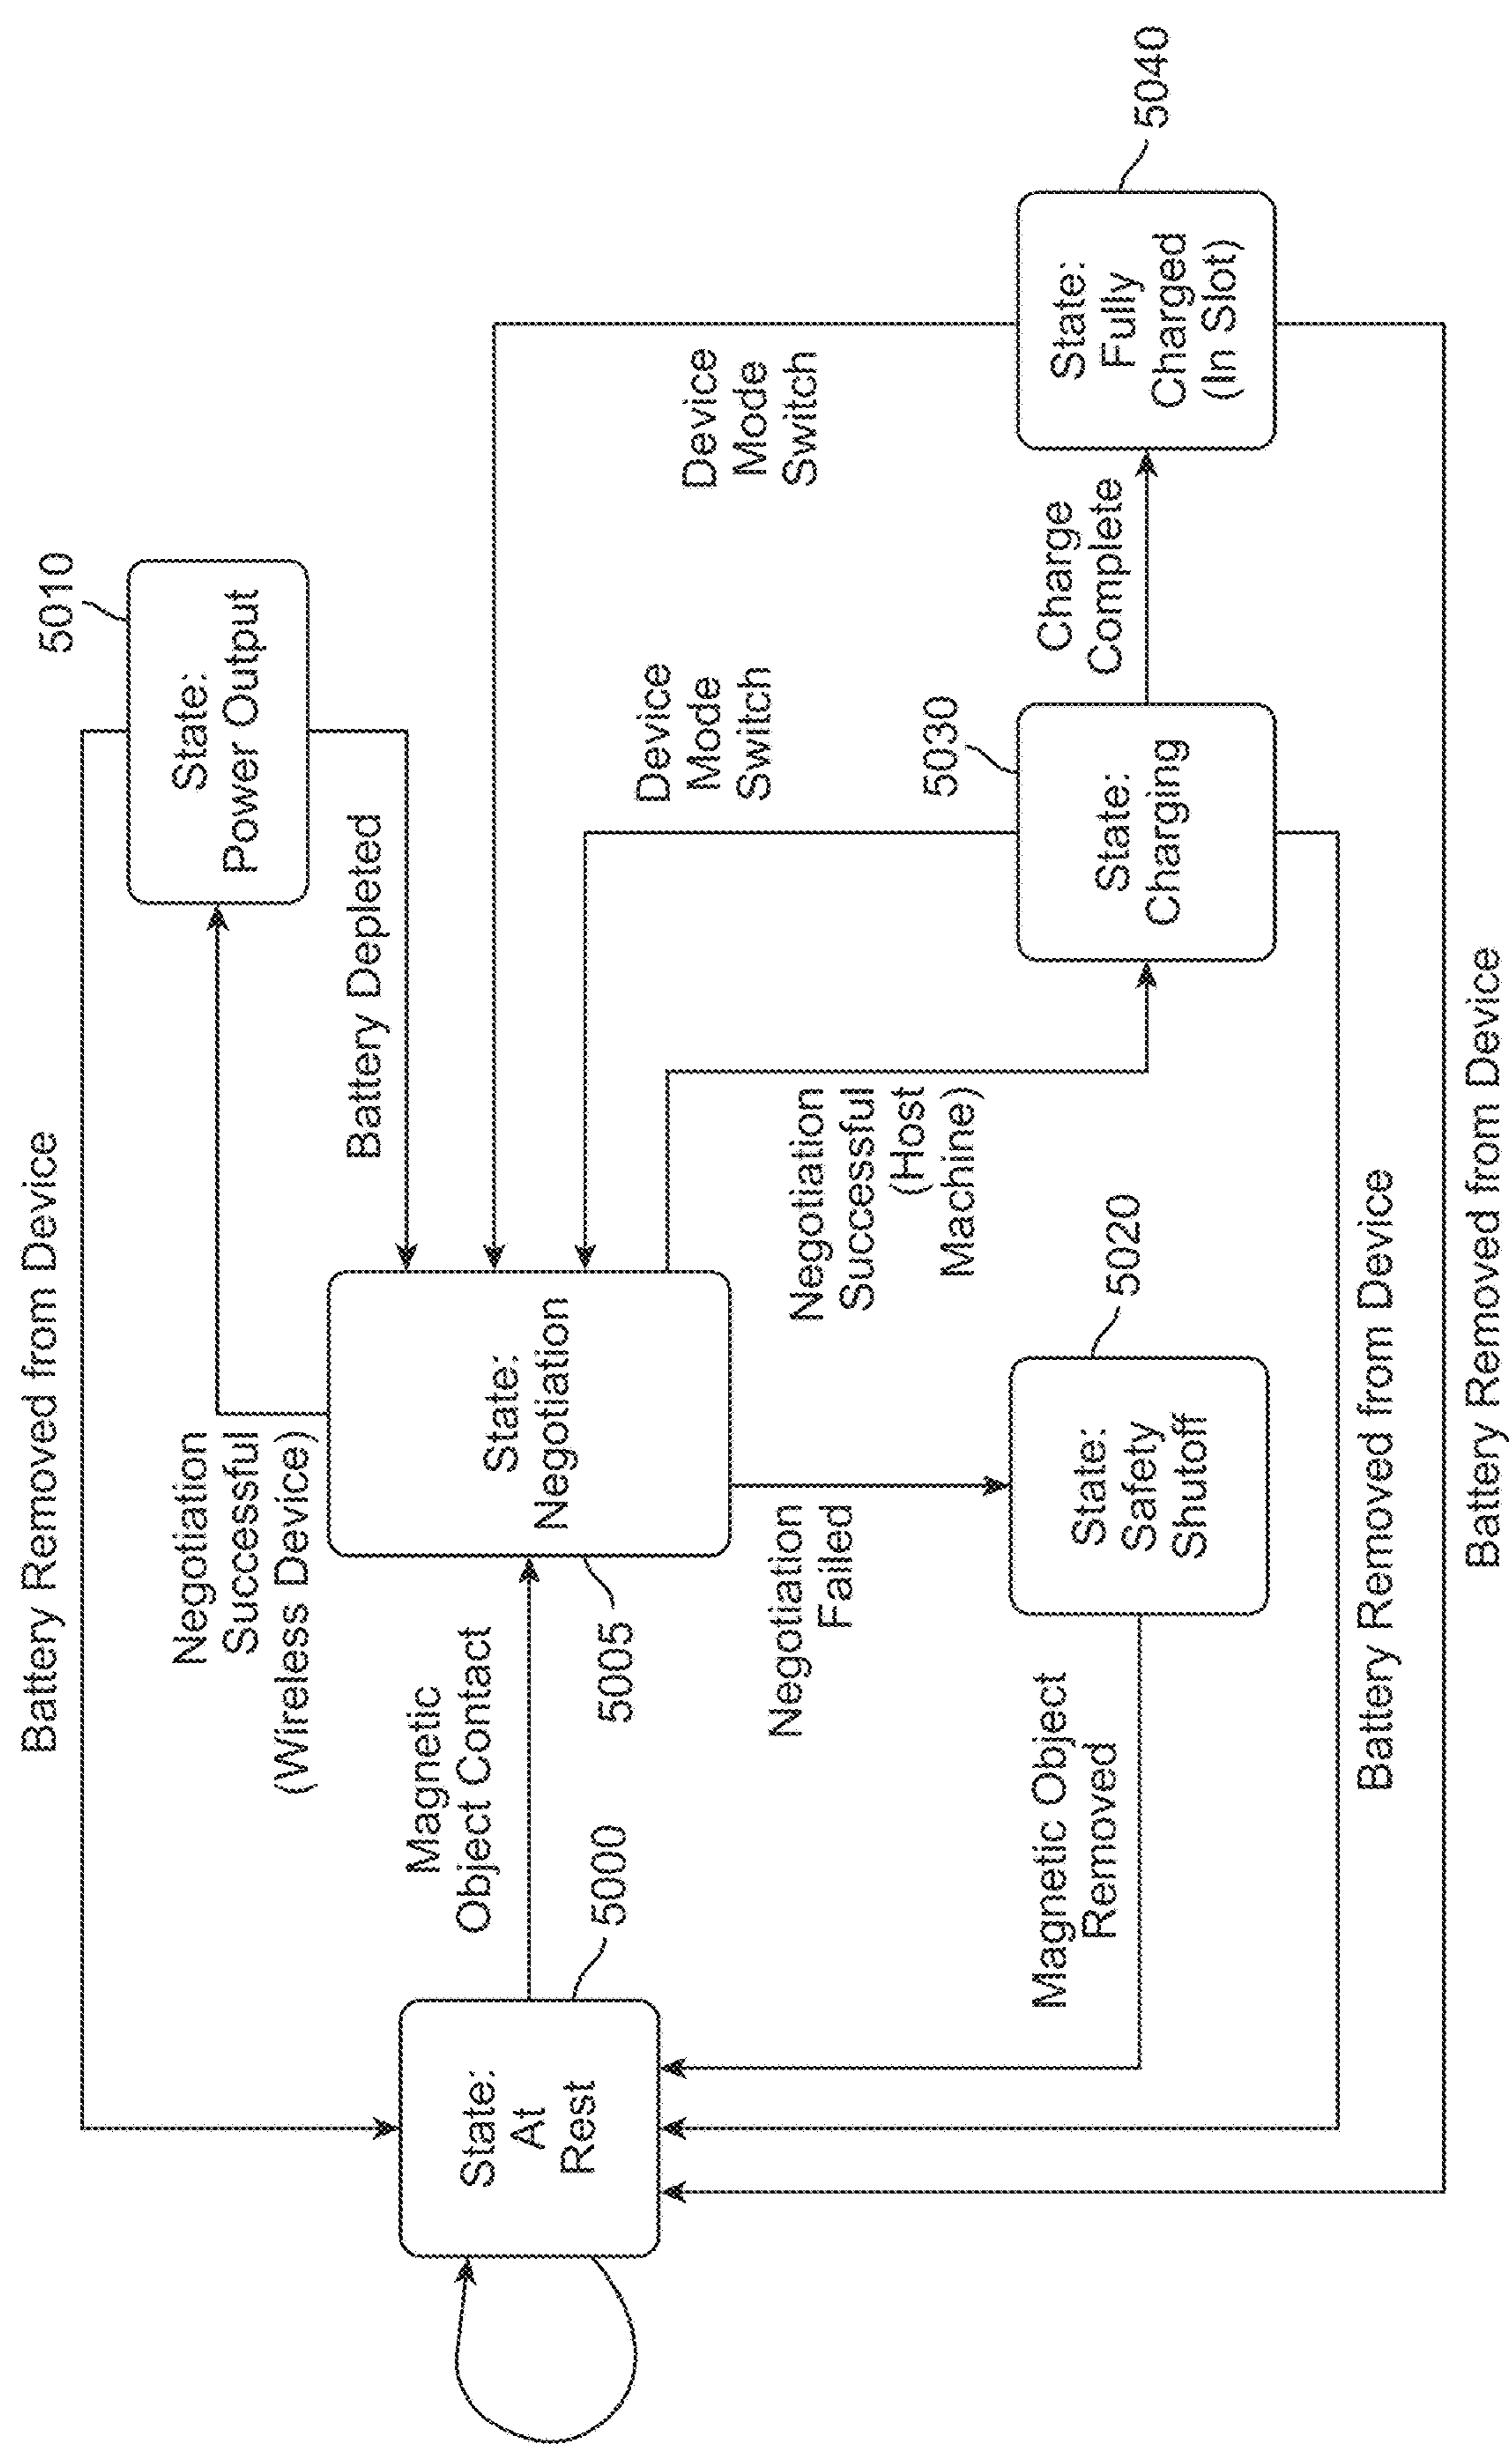 Battery Removed from Device
5010
State:
Power Output
Negotiation
Successful
(Wireless Device)
Battery Depleted
Magnetic
Object Contact
State:
Negotiation
5005
State:
At
Rest
5000
Device
Mode
Switch
Device
Mode
Switch
Negotiation
Failed
Negotiation
Successful
(Host
Machine)
5030
State:
Charging
Charge
Complete
State:
Fully
Charged
(In Slot)
5040
Magnetic Object
Removed
State:
Safety
Shutoff
5020
Battery Removed from Device
Battery Removed from Device